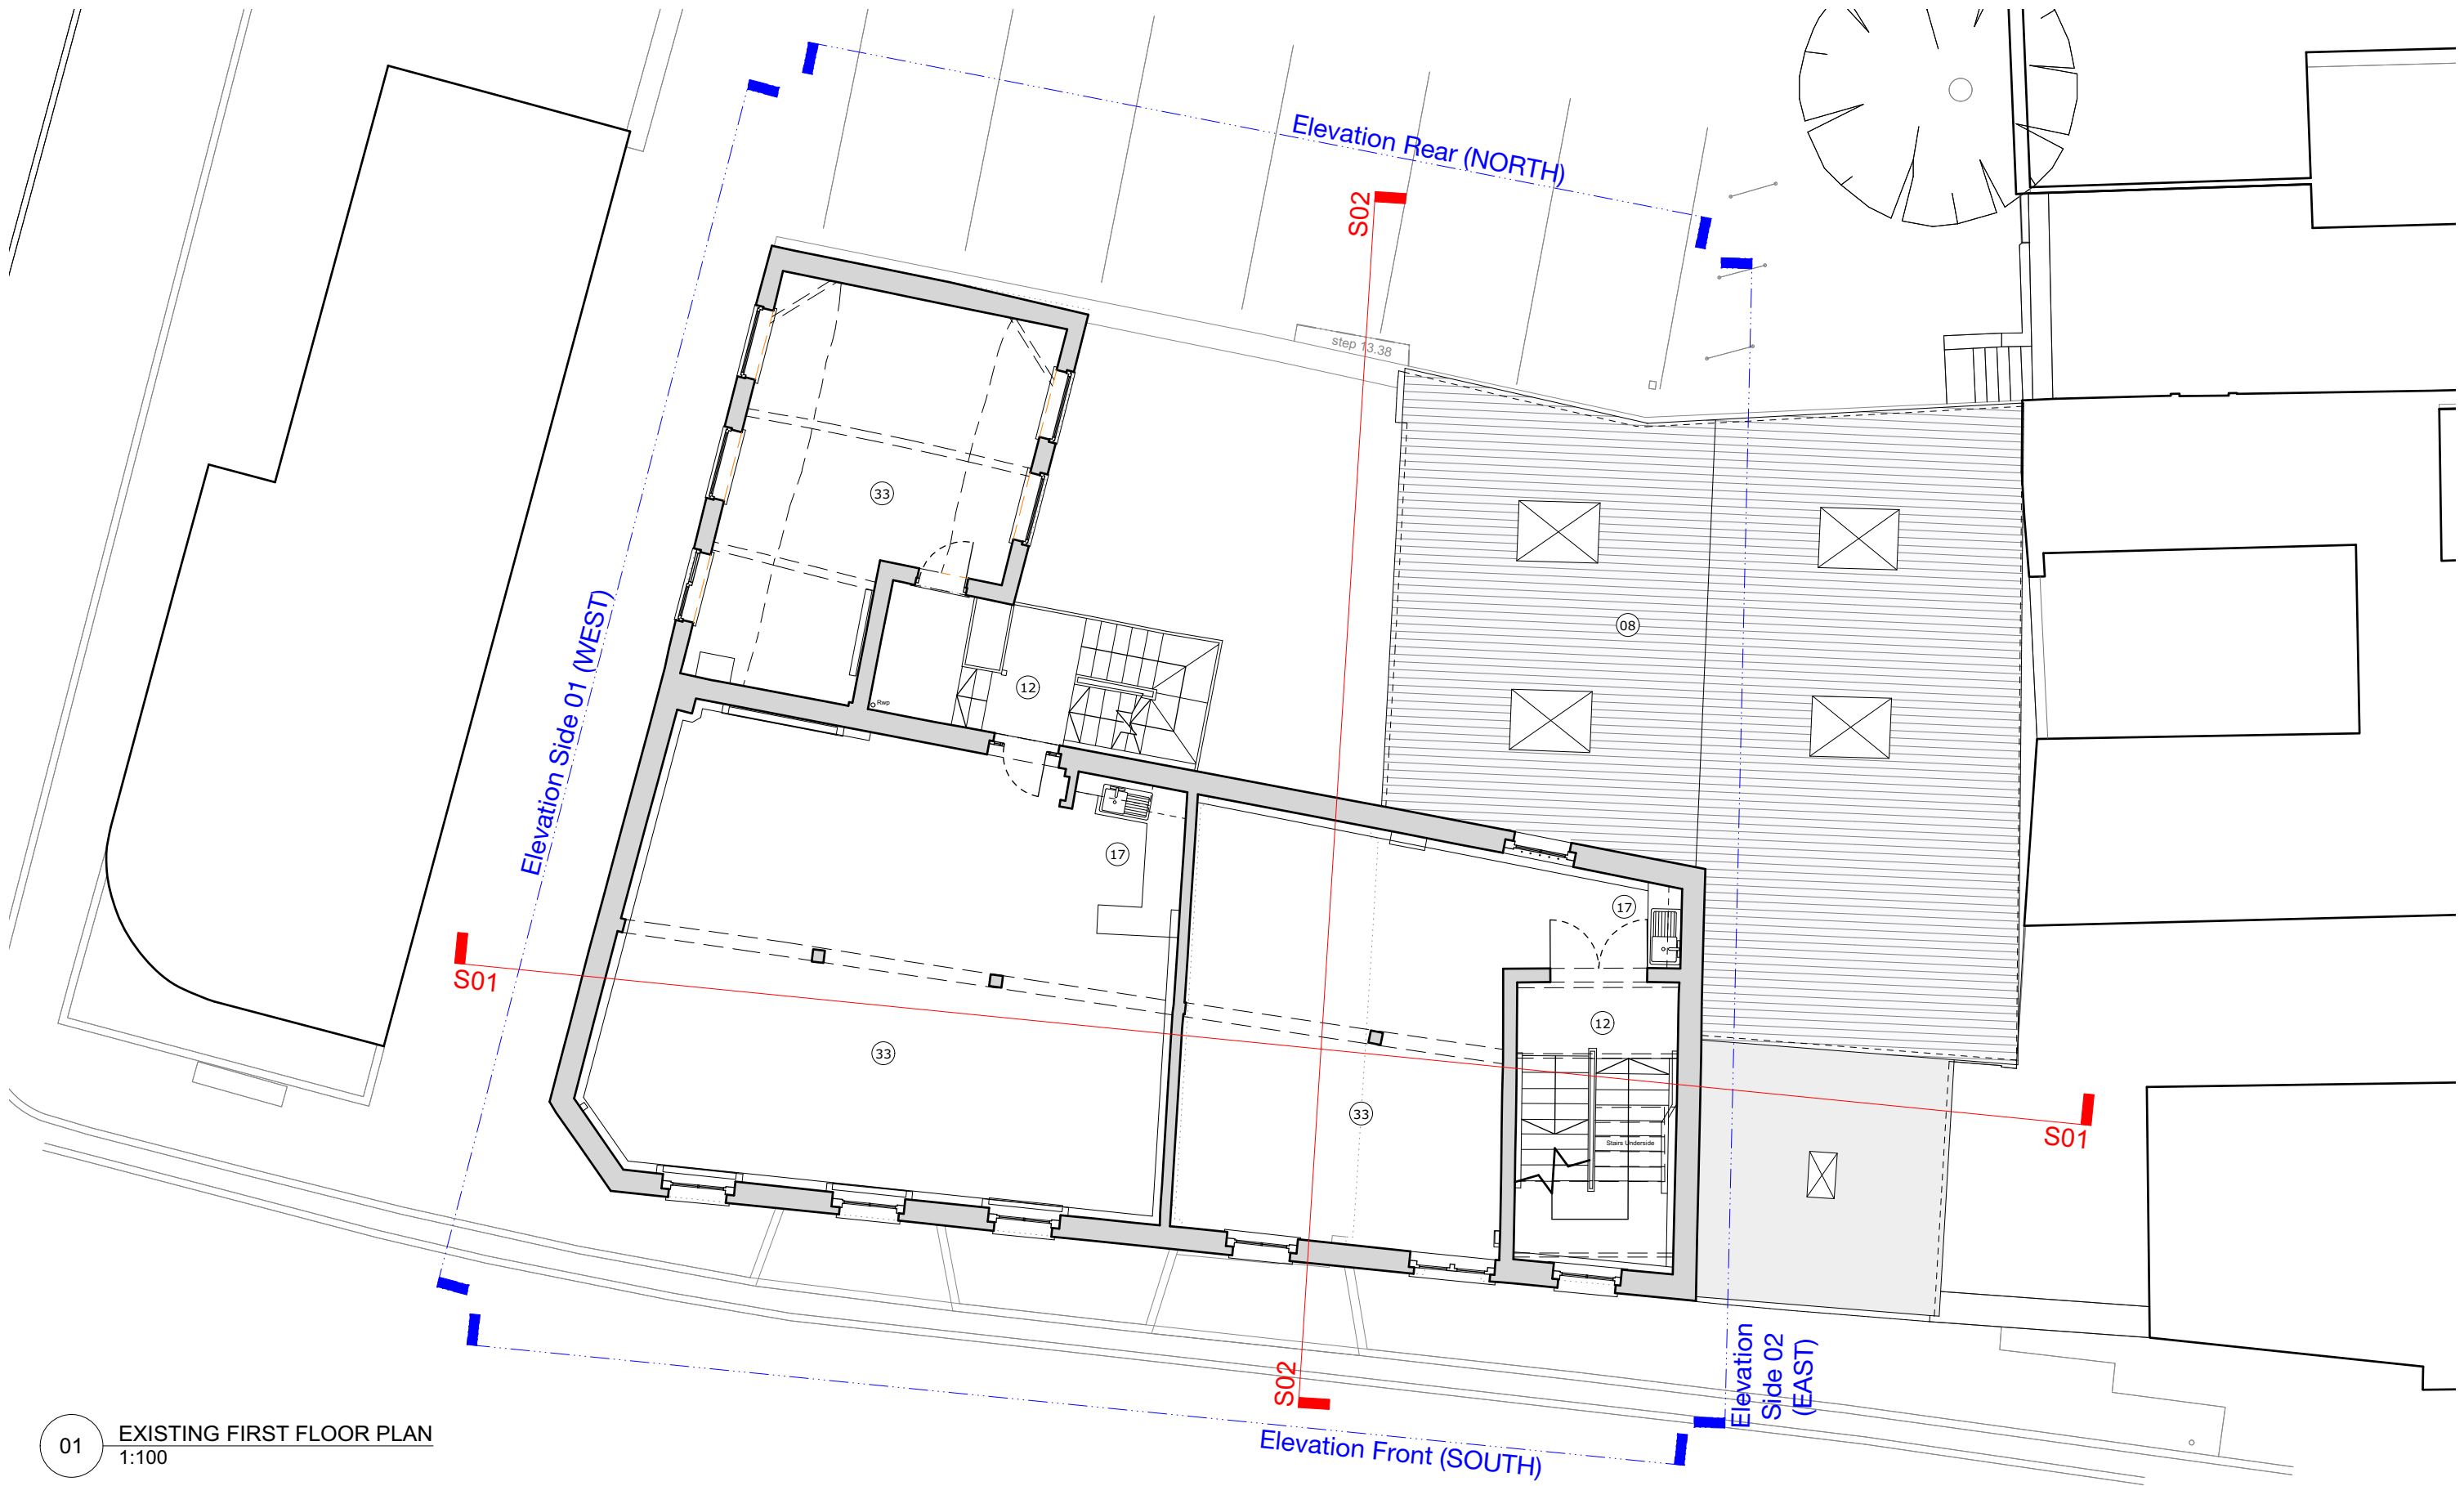 Elevation Rear (NORTH)
S02
step 13.38
33
08
Elevation Side 01 (WEST)
12
Rwp
17
17
S01
12
33
33
Stairs Underside
S01
S02
Elevation
Side 02
(EAST)
Elevation Front (SOUTH)
01
EXISTING FIRST FLOOR PLAN
1:100